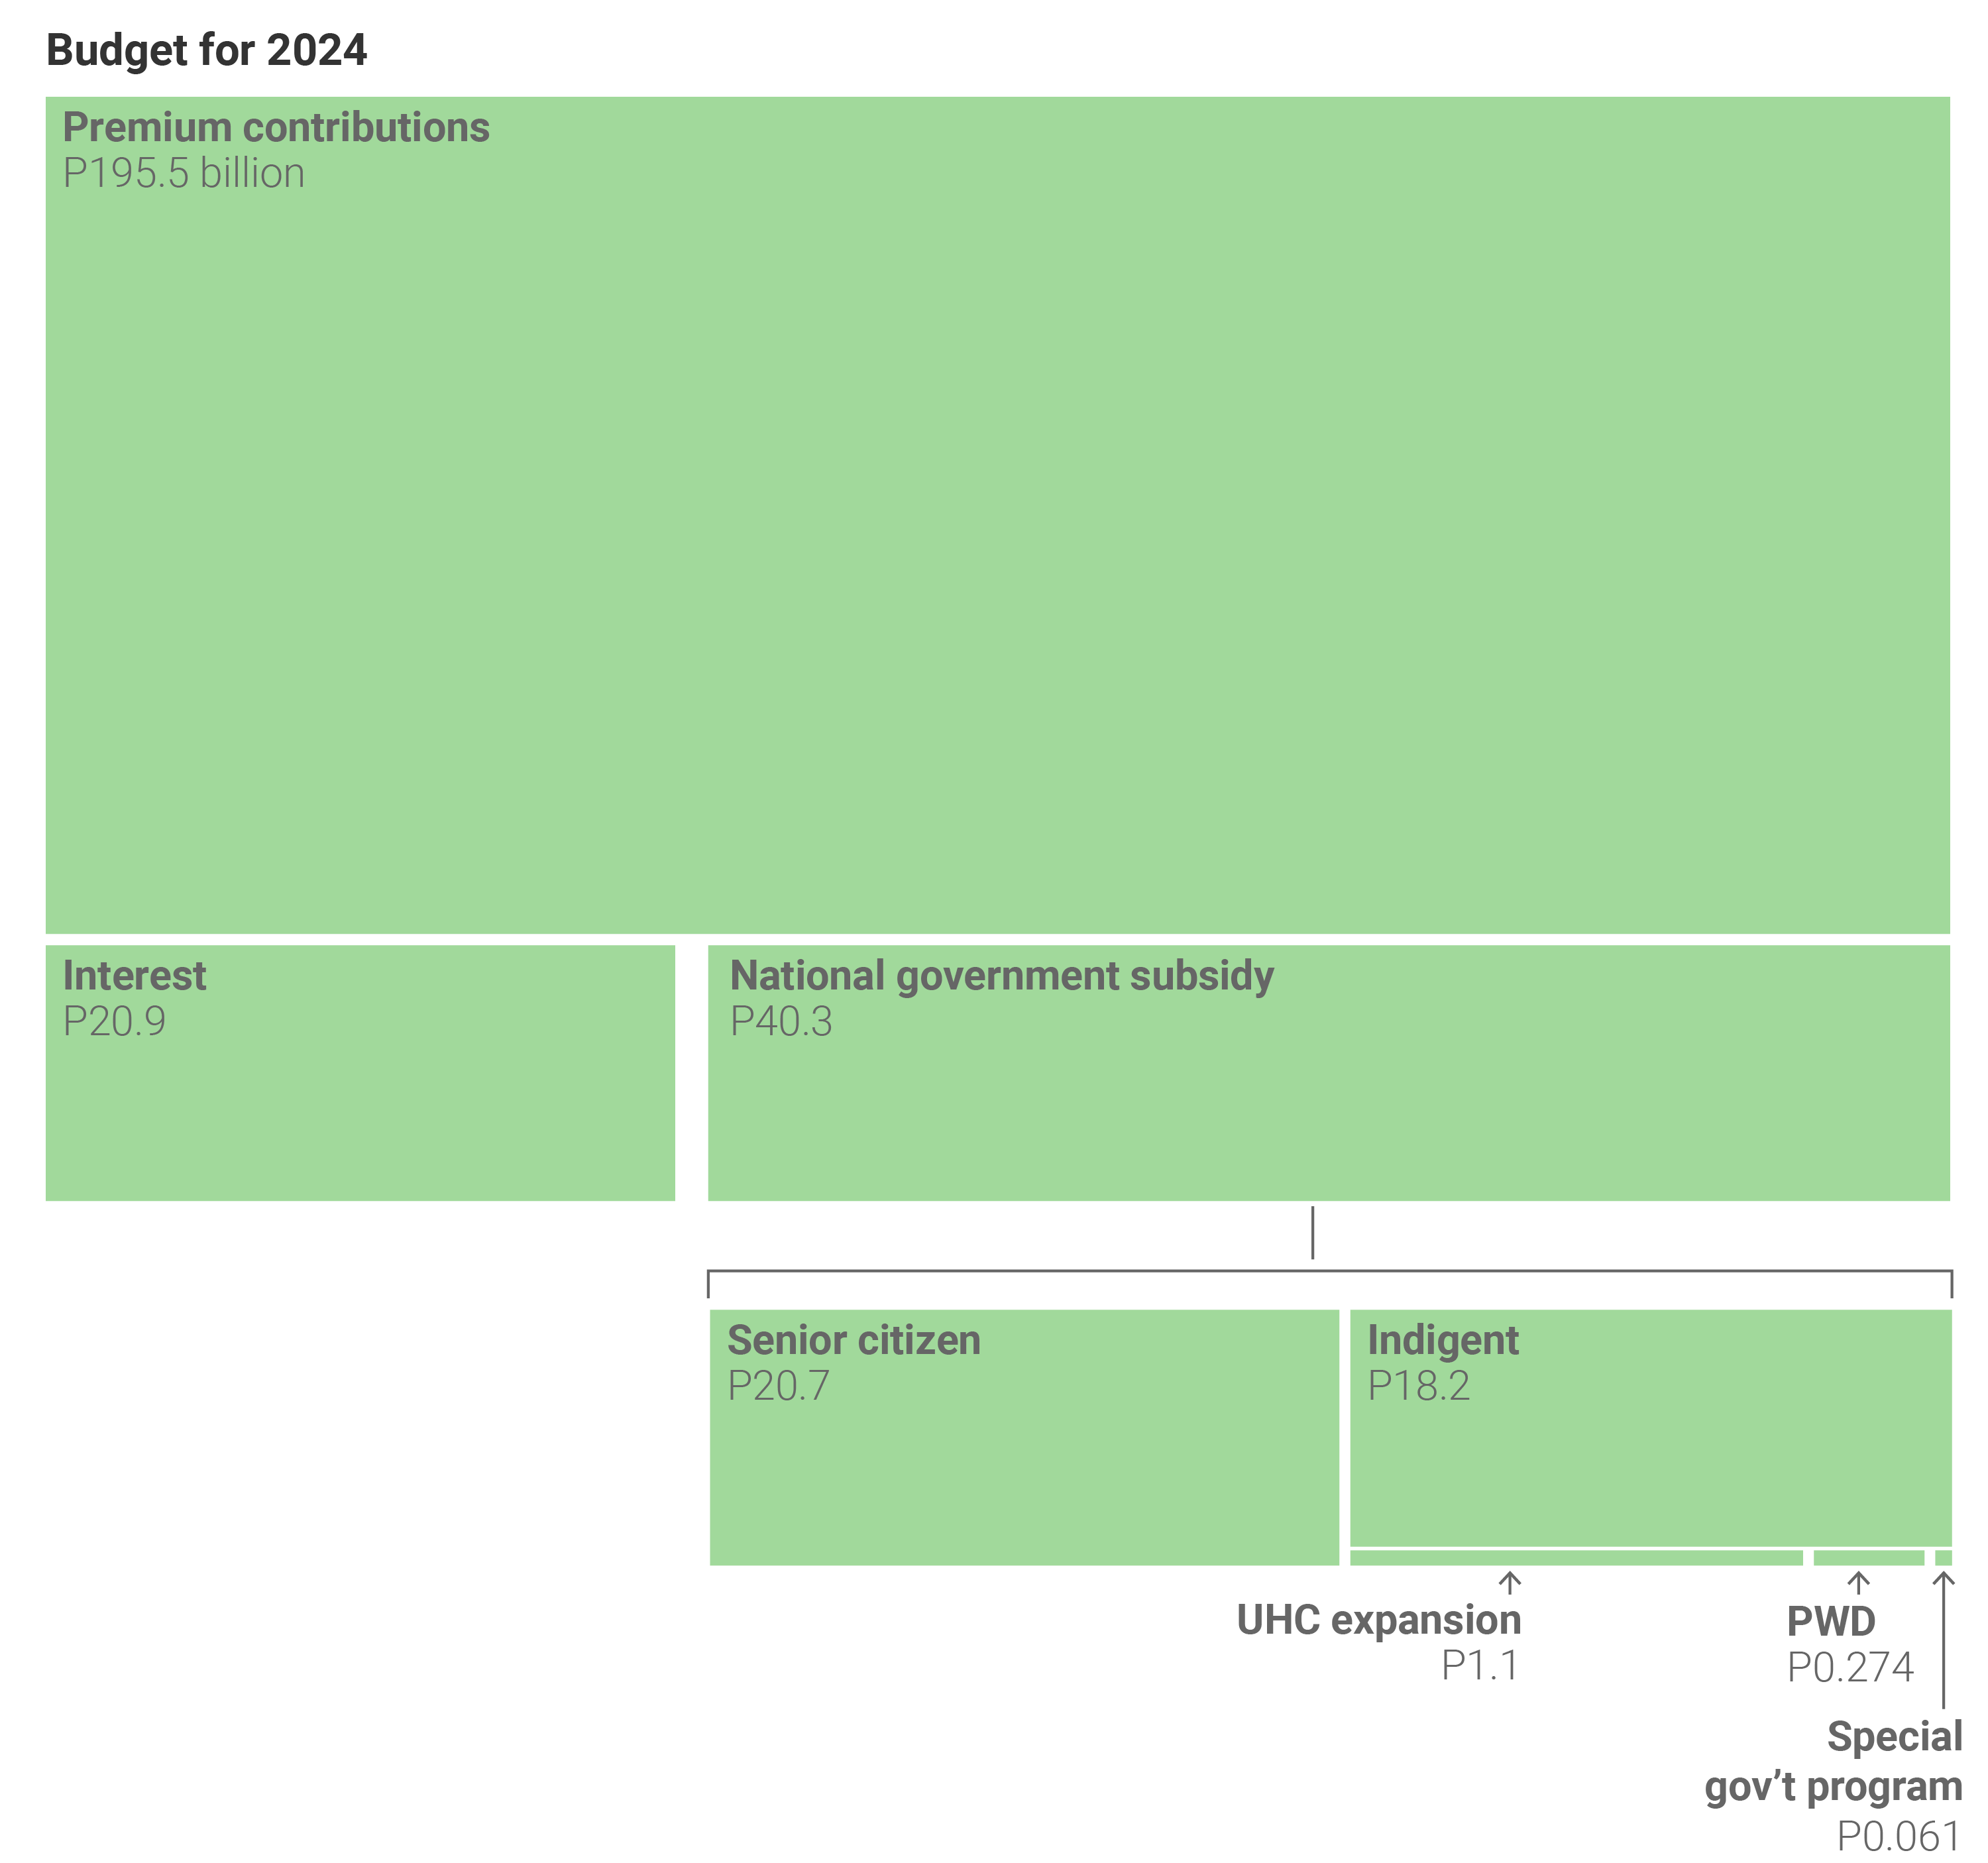 Budget for 2024
Premium contributions
P195.5 billion
Interest
P20.9
National government subsidy
P40.3
Senior citizen
P20.7
Indigent
P18.2
UHC expansion
P1.1
PWD
P0.274
Special
gov’t program
P0.061